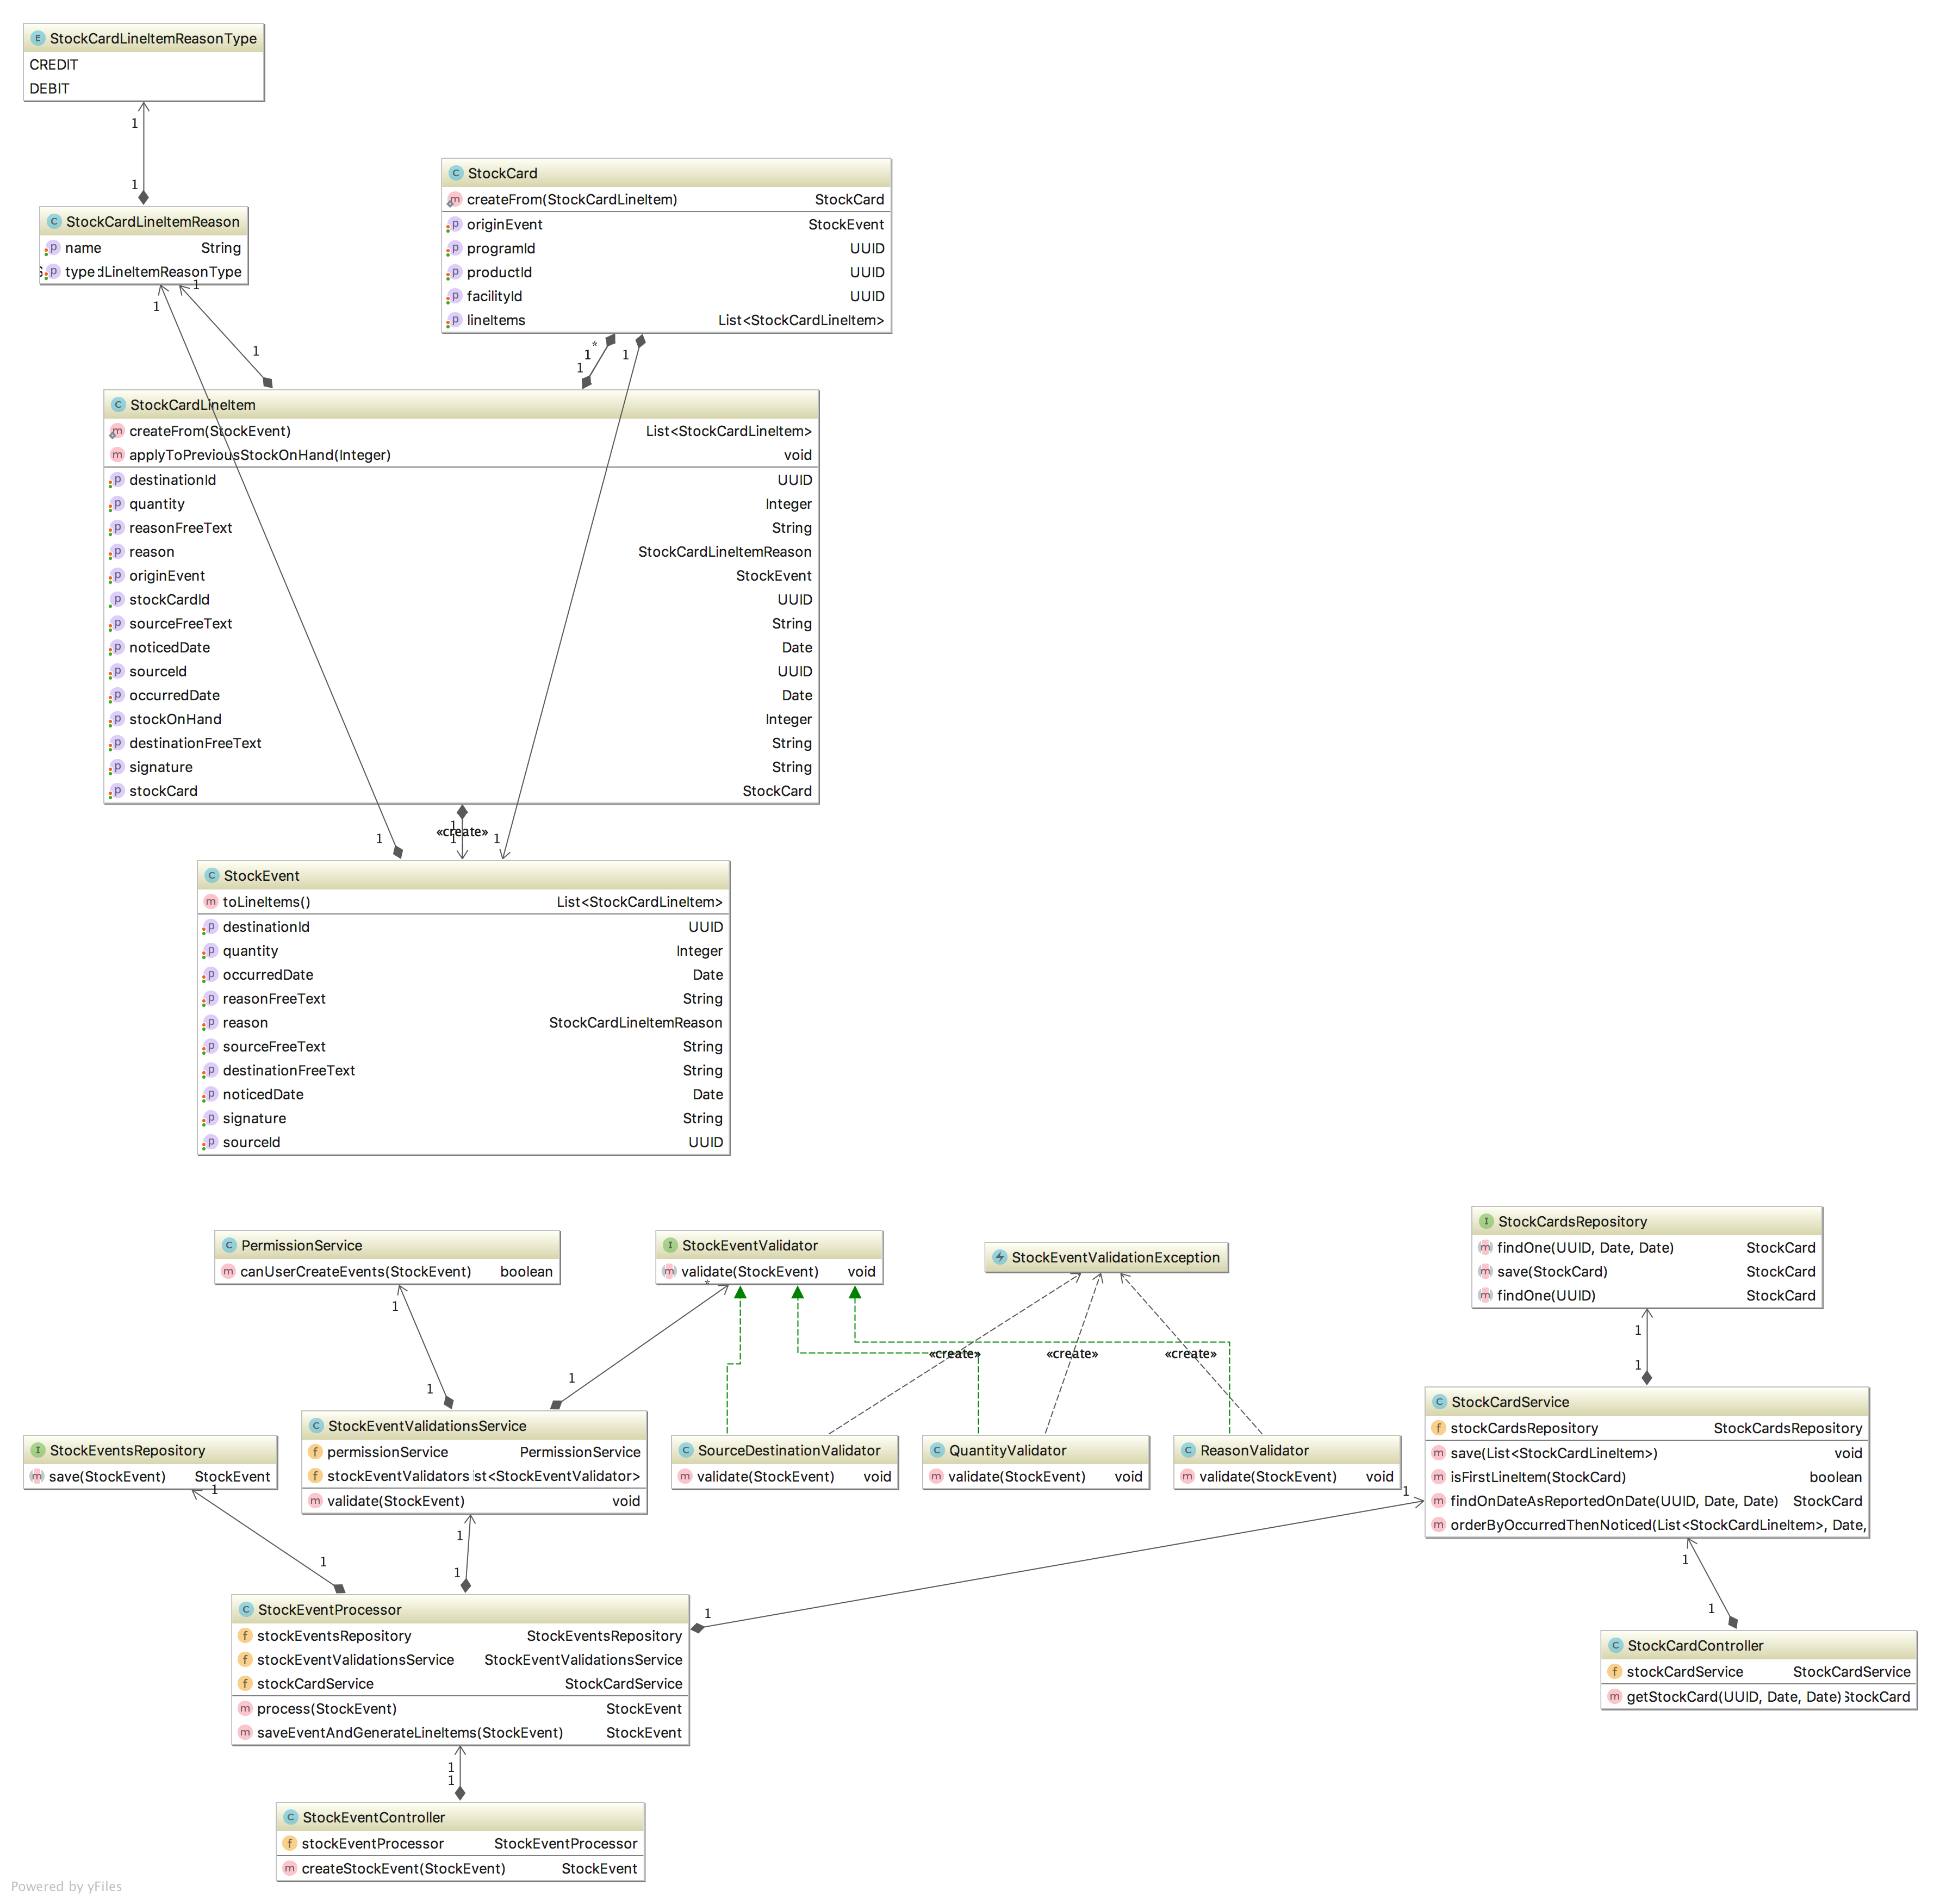 StockCardLineItemReasonType
CREDIT
DEBIT
1
1
StockCardLineItemReason
name String
type dLineItemReasonType
1
1
1
StockCard
createFrom(StockCardLineItem) StockCard
originEvent StockEvent
programId UUID
productId UUID
facilityId UUID
lineItems List<StockCardLineItem>
*
1
1
1
StockCardLineItem
createFrom(StockEvent) List<StockCardLineItem>
applyToPreviousStockOnHand(Integer) void
destinationId UUID
quantity Integer
reasonFreeText String
reason StockCardLineItemReason
originEvent StockEvent
stockCardId UUID
sourceFreeText String
noticedDate Date
sourceId UUID
occurredDate Date
stockOnHand Integer
destinationFreeText String
signature String
stockCard StockCard
1
«create»
1 1 1
StockEvent
toLineItems() List<StockCardLineItem>
destinationId UUID
quantity Integer
occurredDate Date
reasonFreeText String
reason StockCardLineItemReason
sourceFreeText String
destinationFreeText String
noticedDate Date
signature String
sourceId UUID
PermissionService
canUserCreateEvents(StockEvent) boolean
1
1
StockEventValidator
validate(StockEvent) void
*
1
StockEventValidationException
«create» «create» «create»
StockCardsRepository
findOne(UUID, Date, Date) StockCard
save(StockCard) StockCard
findOne(UUID) StockCard
1
1
StockEventsRepository
save(StockEvent) StockEvent
1
1
StockEventValidationsService
permissionService PermissionService
stockEventValidators st<StockEventValidator>
validate(StockEvent) void
1
1
SourceDestinationValidator
validate(StockEvent) void
QuantityValidator
validate(StockEvent) void
ReasonValidator
validate(StockEvent) void
StockCardService
stockCardsRepository StockCardsRepository
save(List<StockCardLineItem>) void
isFirstLineItem(StockCard) boolean
findOnDateAsReportedOnDate(UUID, Date, Date) StockCard
orderByOccurredThenNoticed(List<StockCardLineItem>, Date,
1
1
1
1
StockEventProcessor
stockEventsRepository StockEventsRepository
stockEventValidationsService StockEventValidationsService
stockCardService StockCardService
process(StockEvent) StockEvent
saveEventAndGenerateLineItems(StockEvent) StockEvent
1
1
StockCardController
stockCardService StockCardService
getStockCard(UUID, Date, Date) StockCard
StockEventController
stockEventProcessor StockEventProcessor
createStockEvent(StockEvent) StockEvent
Powered by yFiles